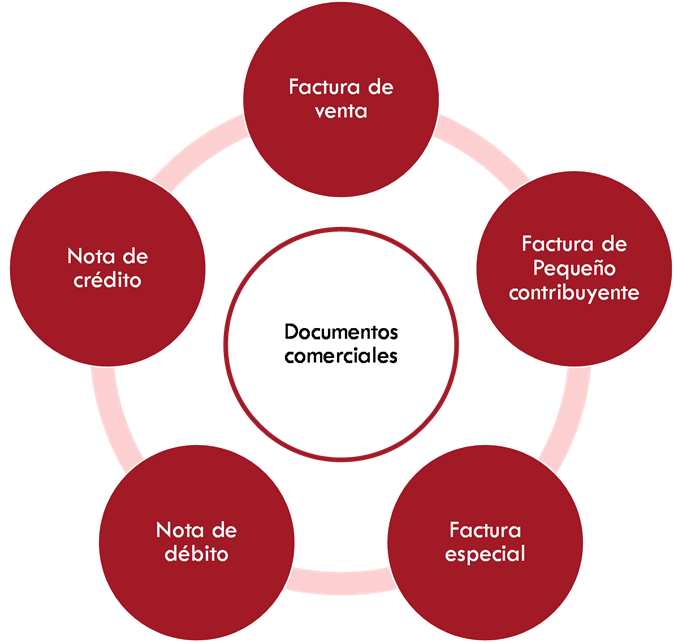 Factura de
venta
Factura de
Pequeño
contribuyente
Factura
especial
Nota de
débito
Nota de
crédito
Documentos
comerciales